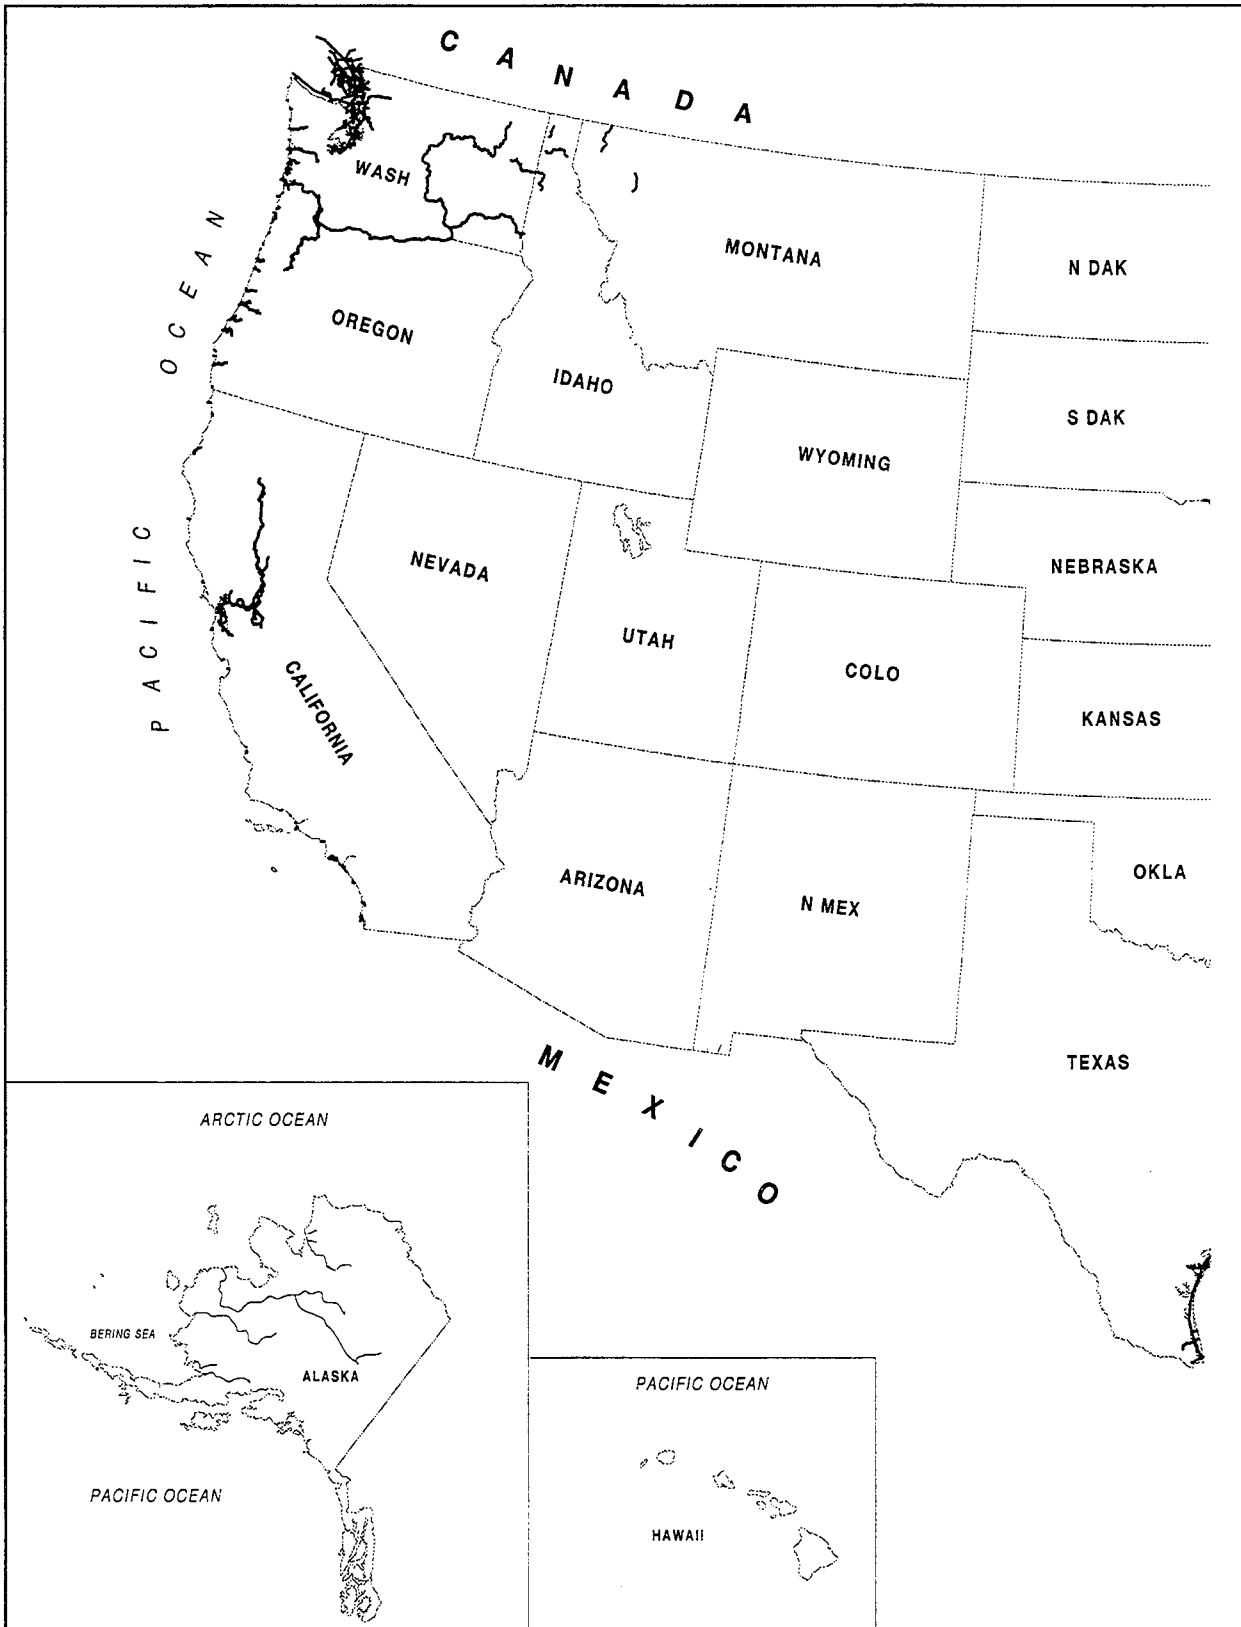 CANADA
WASH
MONTANA
N DAK
PACIFIC OCEAN
OREGON
IDAHO
S DAK
WYOMING
NEVADA
NEBRASKA
UTAH
COLO
CALIFORNIA
KANSAS
ARIZONA
N MEX
OKLA
MEXICO
TEXAS
ARCTIC OCEAN
BERING SEA
ALASKA
PACIFIC OCEAN
PACIFIC OCEAN
HAWAII